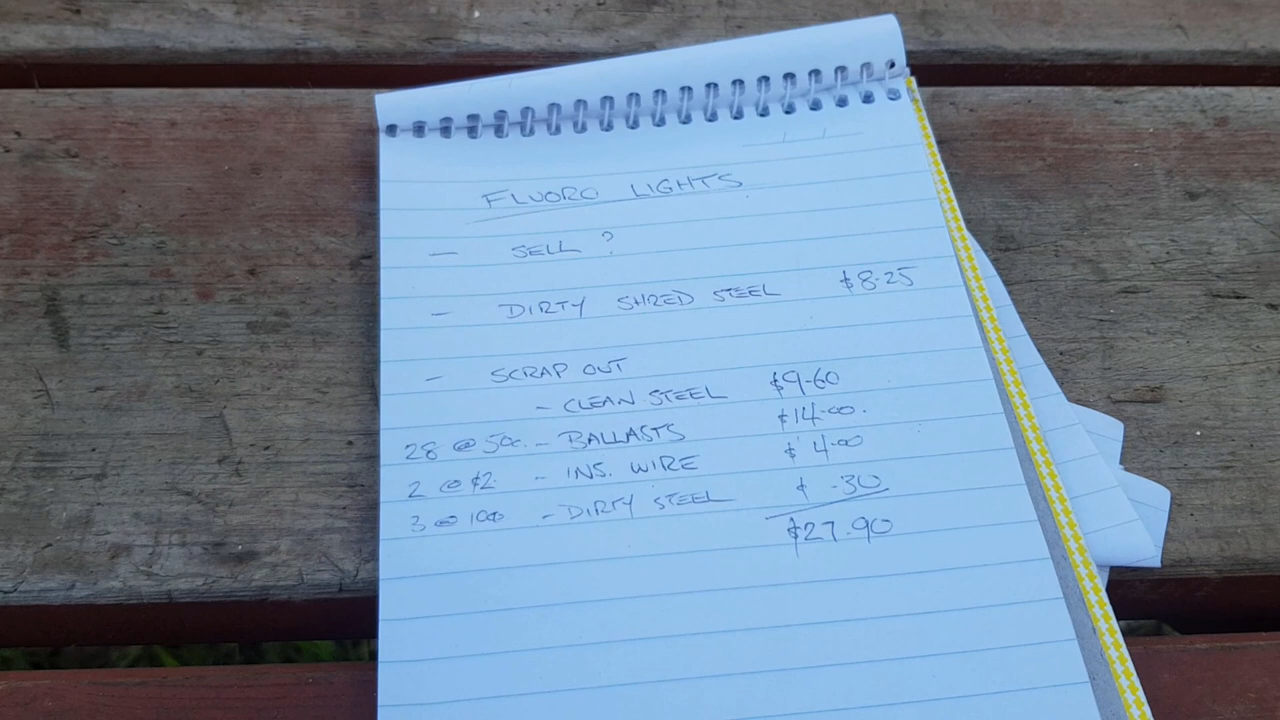 FLUORO LIGHTS
— SELL?
— DIRTY SHRED STEEL $8.25
— SCRAP OUT
- CLEAN STEEL $9.60
28 @ 50c. - BALLASTS $14.00.
2 @ $2. - INS. WIRE $4.00
3 @ 10c - DIRTY STEEL $ .30
$27.90